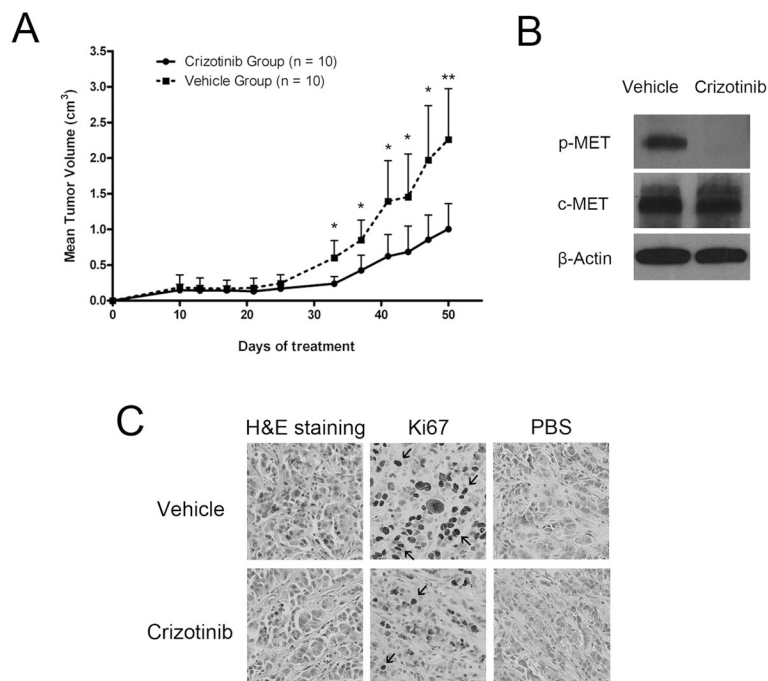 A
Crizotinib Group (n = 10)
Vehicle Group (n = 10)
Mean Tumor Volume (cm3)
3.5
3.0
2.5
2.0
1.5
1.0
0.5
0.0
* * * * * **
0 10 20 30 40 50
Days of treatment
B
Vehicle Crizotinib
p-MET
c-MET
β-Actin
C
H&E staining Ki67 PBS
Vehicle
Crizotinib